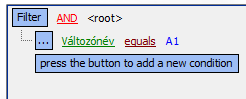 Filter AND <root>
... Változónév equals A1
press the button to add a new condition